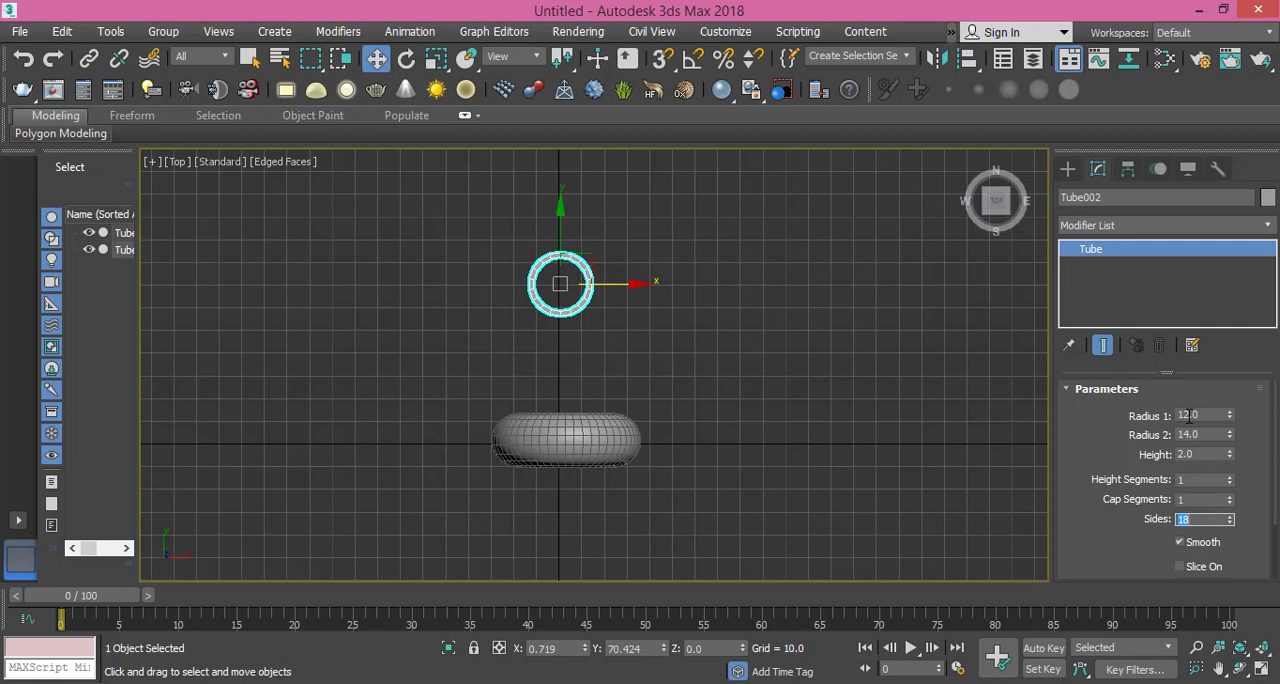 Untitled - Autodesk 3ds Max 2018
File Edit Tools Group Views Create Modifiers Animation Graph Editors Rendering Civil View Customize Scripting Content Sign In Workspaces: Default
All View Create Selection Se
Modeling Freeform Selection Object Paint Populate
Polygon Modeling
Select
Name (Sorted A
Tube
Tube
[+] [Top] [Standard] [Edged Faces]
y
x
N
W TOP E
S
y
Tube002
Modifier List
Tube
Parameters
Radius 1: 12.0
Radius 2: 14.0
Height: 2.0
Height Segments: 1
Cap Segments: 1
Sides: 18
Smooth
Slice On
0 / 100
0 5 10 15 20 25 30 35 40 45 50 55 60 65 70 75 80 85 90 95 100
1 Object Selected X: 0.719 Y: 70.424 Z: 0.0 Grid = 10.0 Auto Key Selected
MAXScript Mi: Click and drag to select and move objects Add Time Tag 0 Set Key Key Filters...